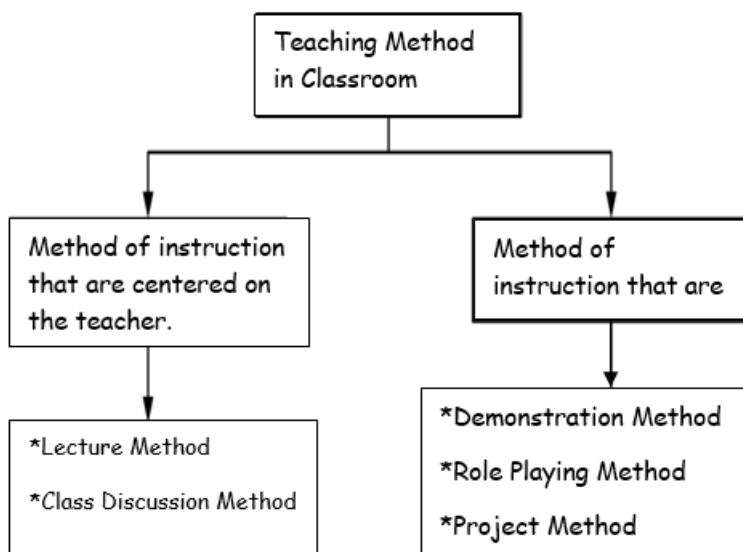 Teaching Method
in Classroom
Method of instruction
that are centered on
the teacher.
Method of
instruction that are
*Lecture Method
*Class Discussion Method
*Demonstration Method
*Role Playing Method
*Project Method